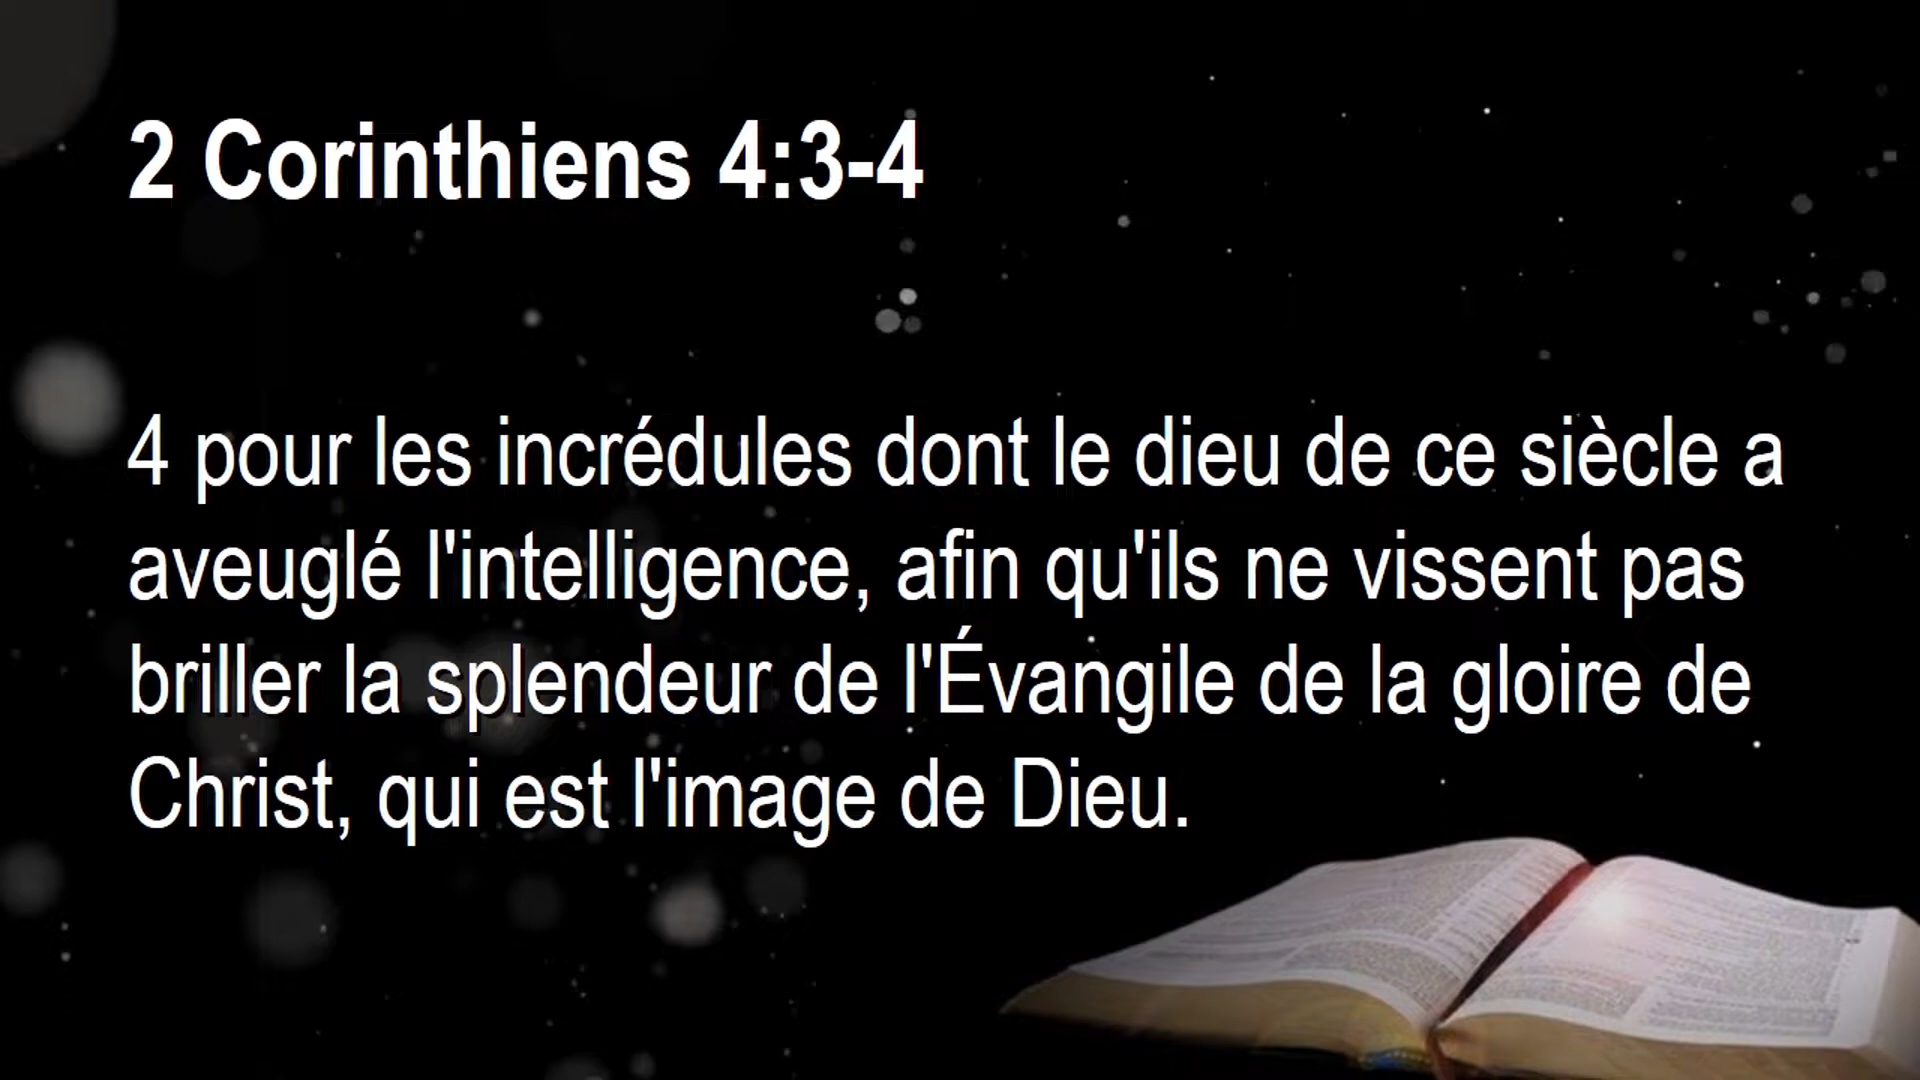 2 Corinthiens 4:3-4
4 pour les incrédules dont le dieu de ce siècle a
aveuglé l'intelligence, afin qu'ils ne vissent pas
briller la splendeur de l'Évangile de la gloire de
Christ, qui est l'image de Dieu.